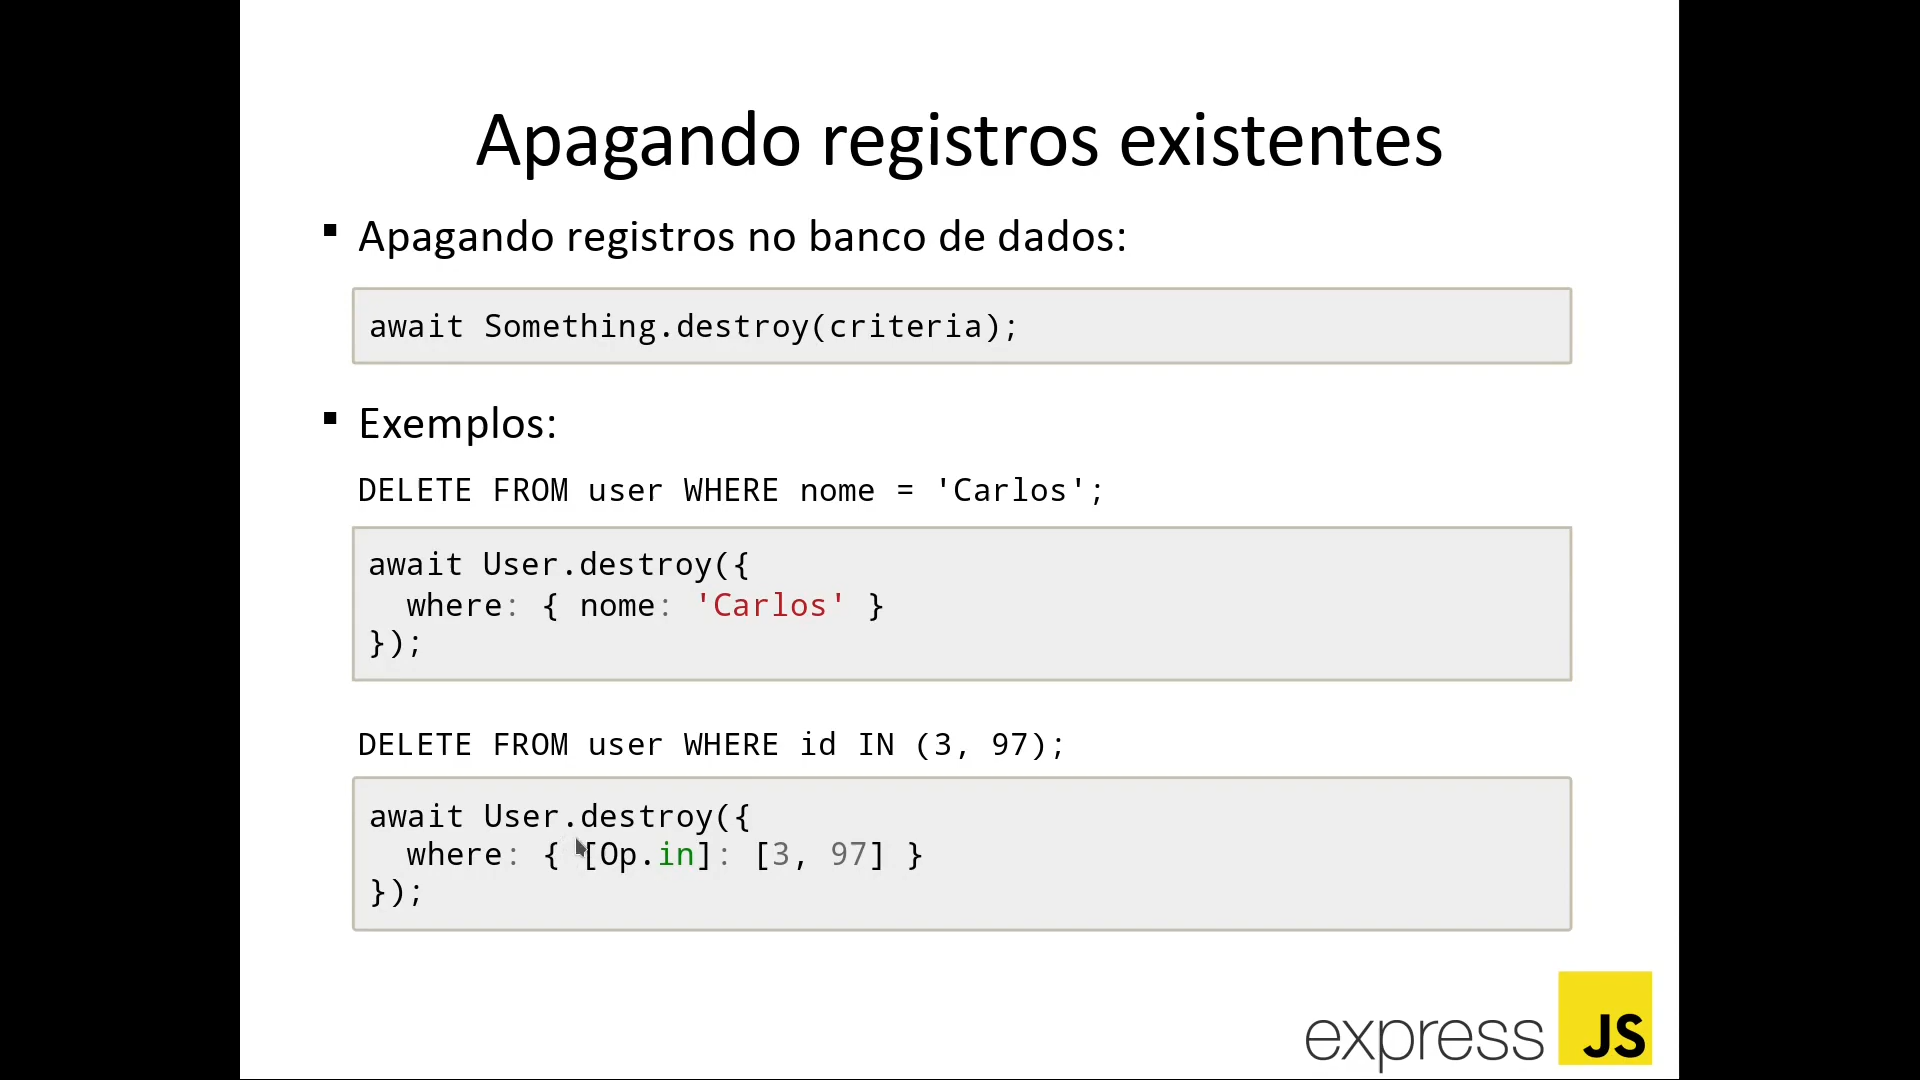 Apagando registros existentes
▪ Apagando registros no banco de dados:
await Something.destroy(criteria);
▪ Exemplos:
DELETE FROM user WHERE nome = 'Carlos';
await User.destroy({
  where: { nome: 'Carlos' }
});
DELETE FROM user WHERE id IN (3, 97);
await User.destroy({
  where: { [Op.in]: [3, 97] }
});
express JS